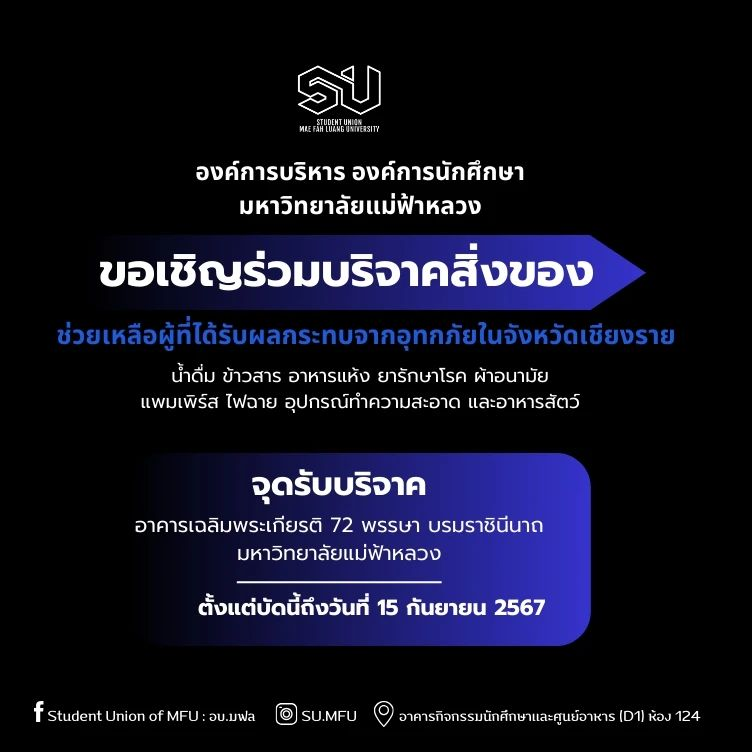 SU
STUDENT UNION
MAE FAH LUANG UNIVERSITY
องค์การบริหาร องค์การนักศึกษา
มหาวิทยาลัยแม่ฟ้าหลวง
ขอเชิญร่วมบริจาคสิ่งของ
ช่วยเหลือผู้ที่ได้รับผลกระทบจากอุทกภัยในจังหวัดเชียงราย
น้ำดื่ม ข้าวสาร อาหารแห้ง ยารักษาโรค ผ้าอนามัย
แพมเพิร์ส ไฟฉาย อุปกรณ์ทำความสะอาด และอาหารสัตว์
จุดรับบริจาค
อาคารเฉลิมพระเกียรติ 72 พรรษา บรมราชินีนาถ
มหาวิทยาลัยแม่ฟ้าหลวง
ตั้งแต่บัดนี้ถึงวันที่ 15 กันยายน 2567
Student Union of MFU : อบ.มฟล SU.MFU อาคารกิจกรรมนักศึกษาและศูนย์อาหาร (D1) ห้อง 124